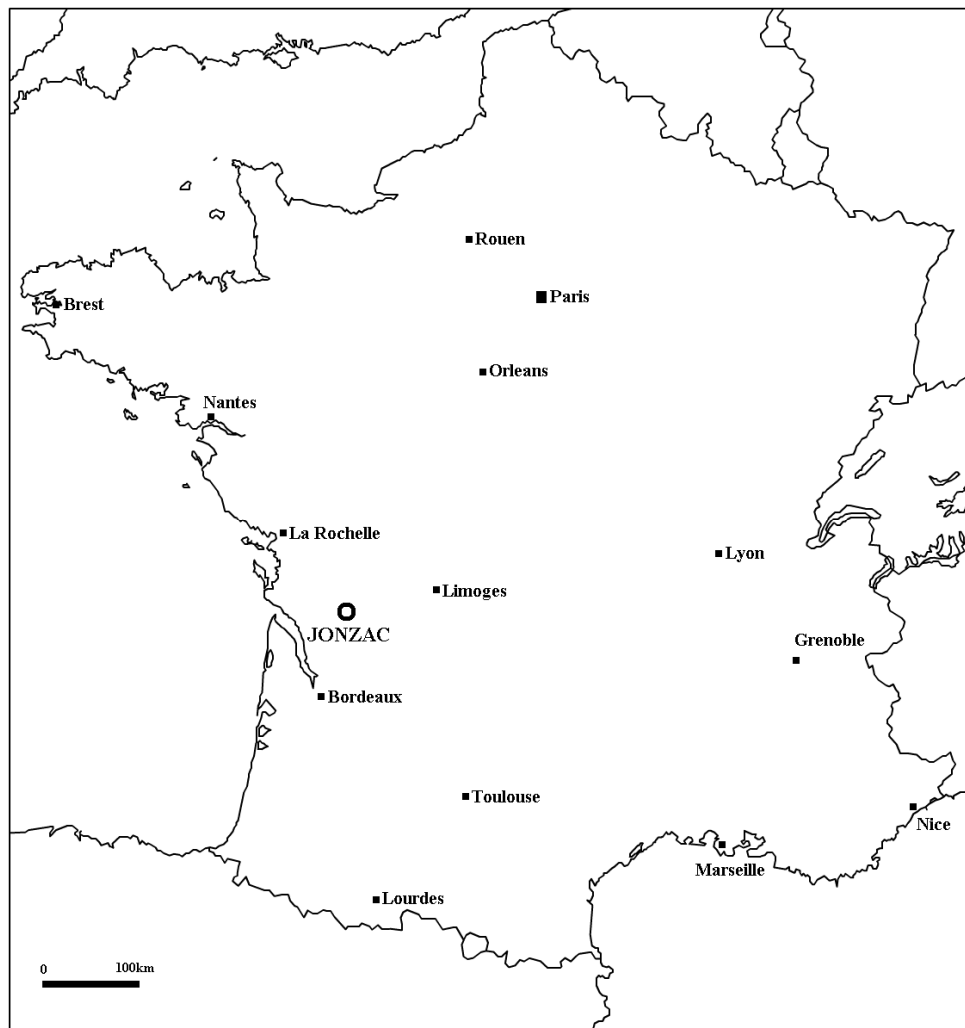 Rouen
Paris
Brest
Orleans
Nantes
La Rochelle
Lyon
Limoges
JONZAC
Grenoble
Bordeaux
Toulouse
Nice
Marseille
Lourdes
0 100km